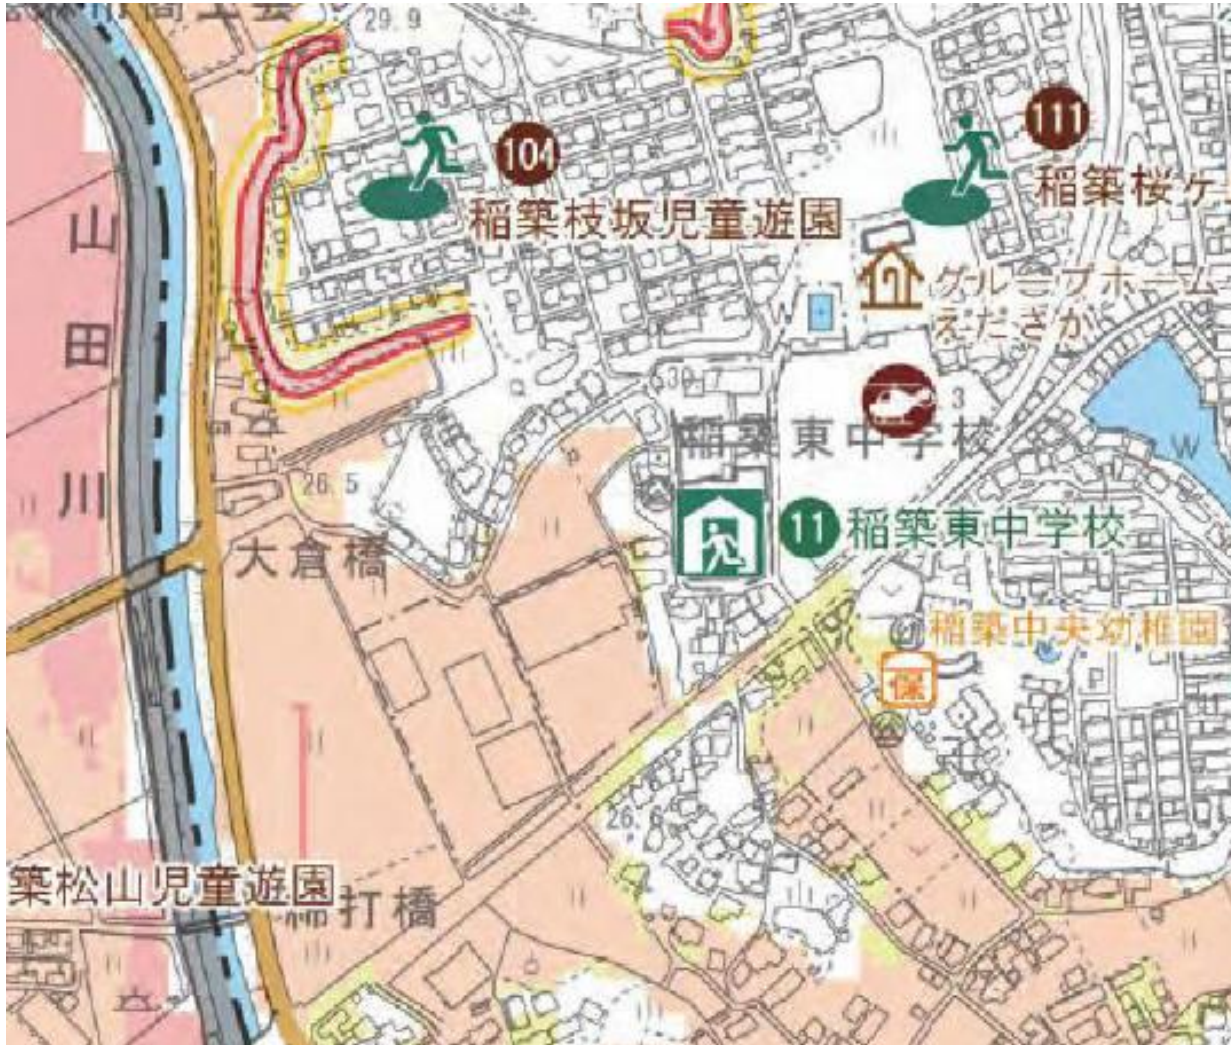 29.9
104
111
稲築枝坂児童遊園
稲築桜ヶ
山田川
グループホーム
えださか
30.7
3
稲築東中学校
W
26.5
11
稲築東中学校
大倉橋
稲築中央幼稚園
保
26.6
築松山児童遊園
打橋